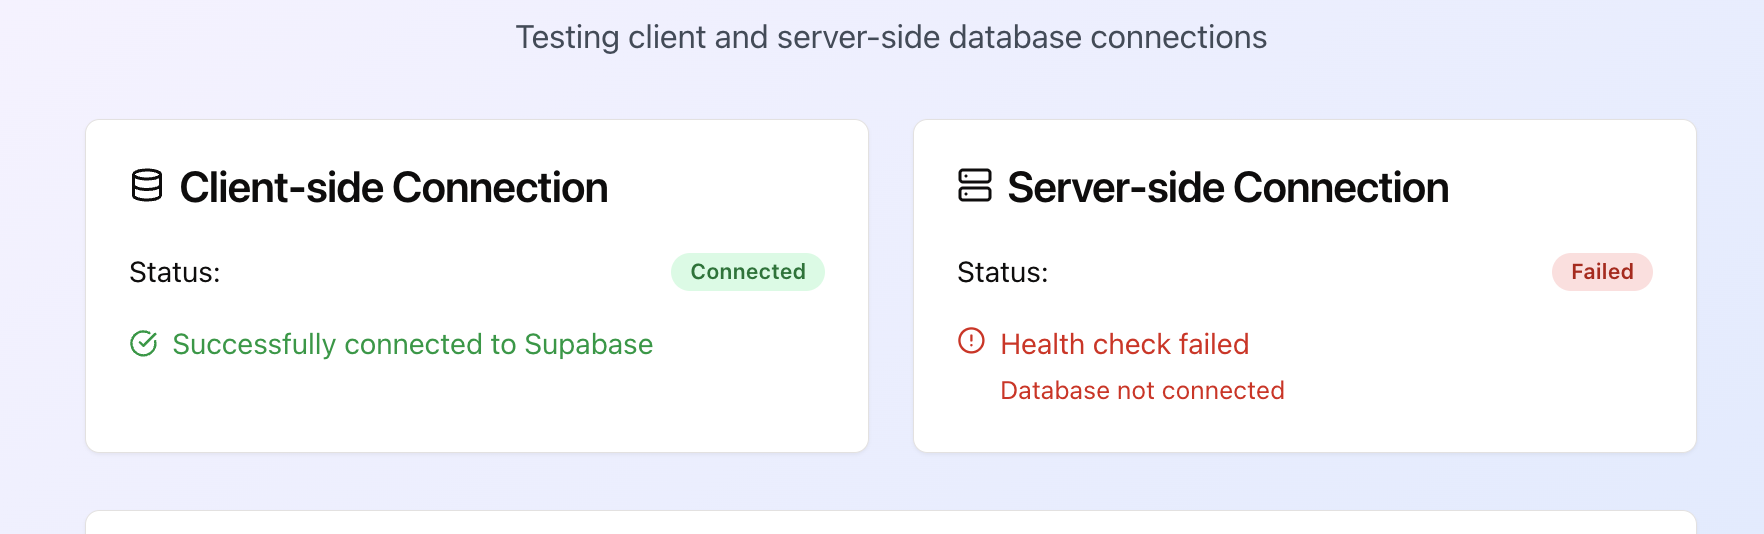 Testing client and server-side database connections
Client-side Connection
Status:
Connected
Successfully connected to Supabase
Server-side Connection
Status:
Failed
Health check failed
Database not connected